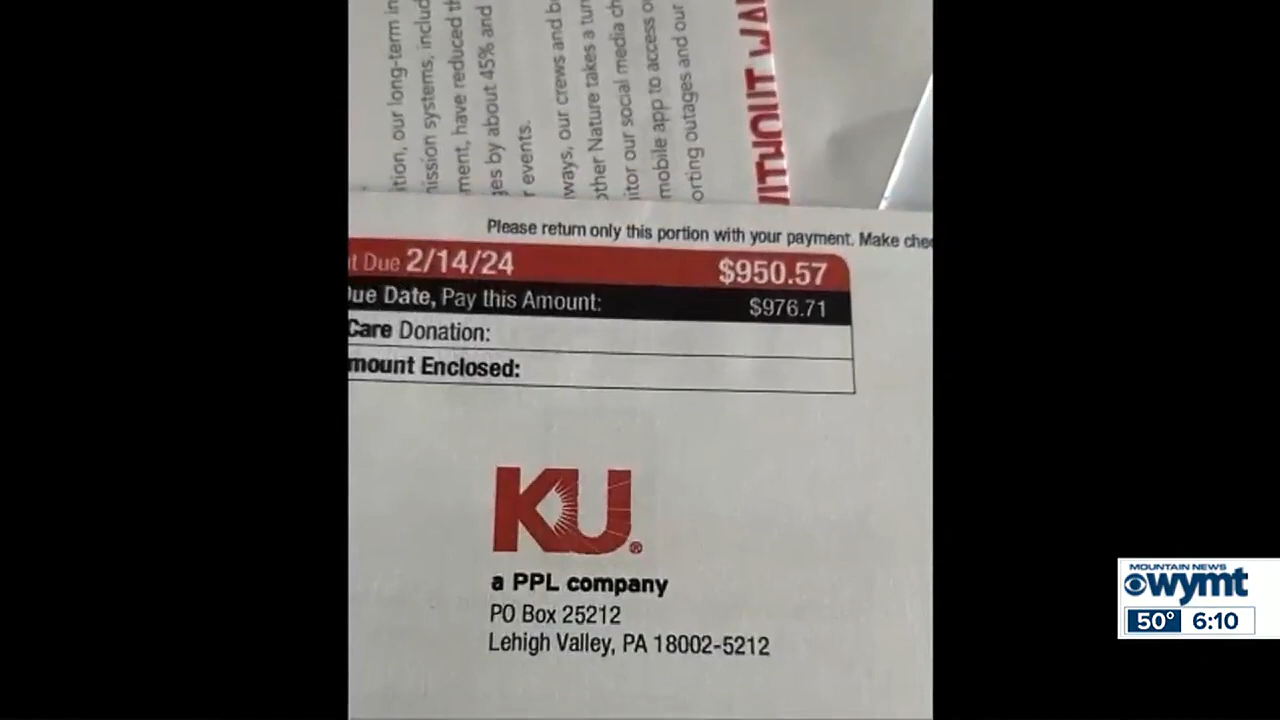 ition, our long-term in
nission systems, includ
ment, have reduced th
ges by about 45% and
r events.
ways, our crews and b
other Nature takes a tur
itor our social media ch
mobile app to access o
orting outages and our
WITHOUT WAR
Please return only this portion with your payment. Make che
t Due 2/14/24 $950.57
Due Date, Pay this Amount: $976.71
Care Donation:
mount Enclosed:
KU®
a PPL company
PO Box 25212
Lehigh Valley, PA 18002-5212
MOUNTAIN NEWS
wymt
50° 6:10